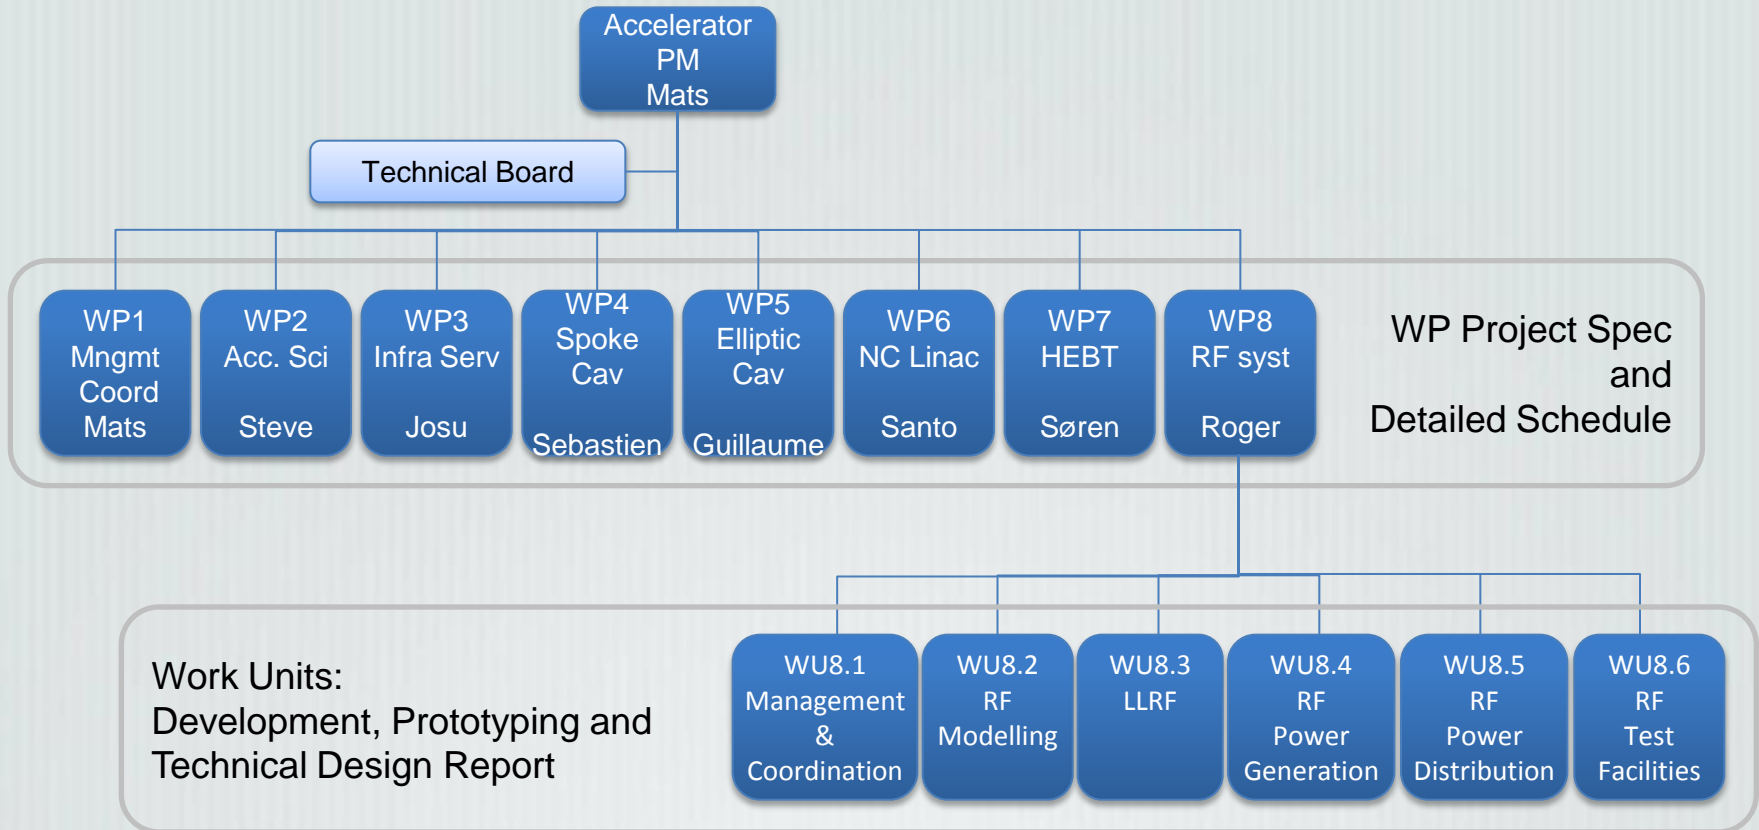 Accelerator
PM
Mats
Technical Board
WP1
Mngmt
Coord
Mats
WP2
Acc. Sci
Steve
WP3
Infra Serv
Josu
WP4
Spoke
Cav
Sebastien
WP5
Elliptic
Cav
Guillaume
WP6
NC Linac
Santo
WP7
HEBT
Søren
WP8
RF syst
Roger
WP Project Spec
and
Detailed Schedule
Work Units:
Development, Prototyping and
Technical Design Report
WU8.1
Management
&
Coordination
WU8.2
RF
Modelling
WU8.3
LLRF
WU8.4
RF
Power
Generation
WU8.5
RF
Power
Distribution
WU8.6
RF
Test
Facilities